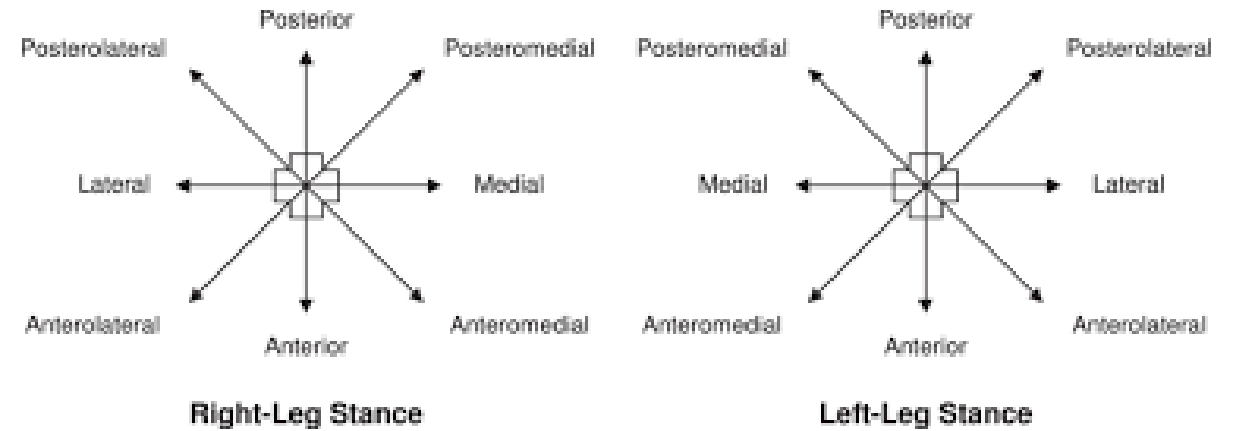 Posterior
Posterolateral
Posteromedial
Lateral
Medial
Anterolateral
Anteromedial
Anterior
Right-Leg Stance
Posterior
Posteromedial
Posterolateral
Medial
Lateral
Anteromedial
Anterolateral
Anterior
Left-Leg Stance